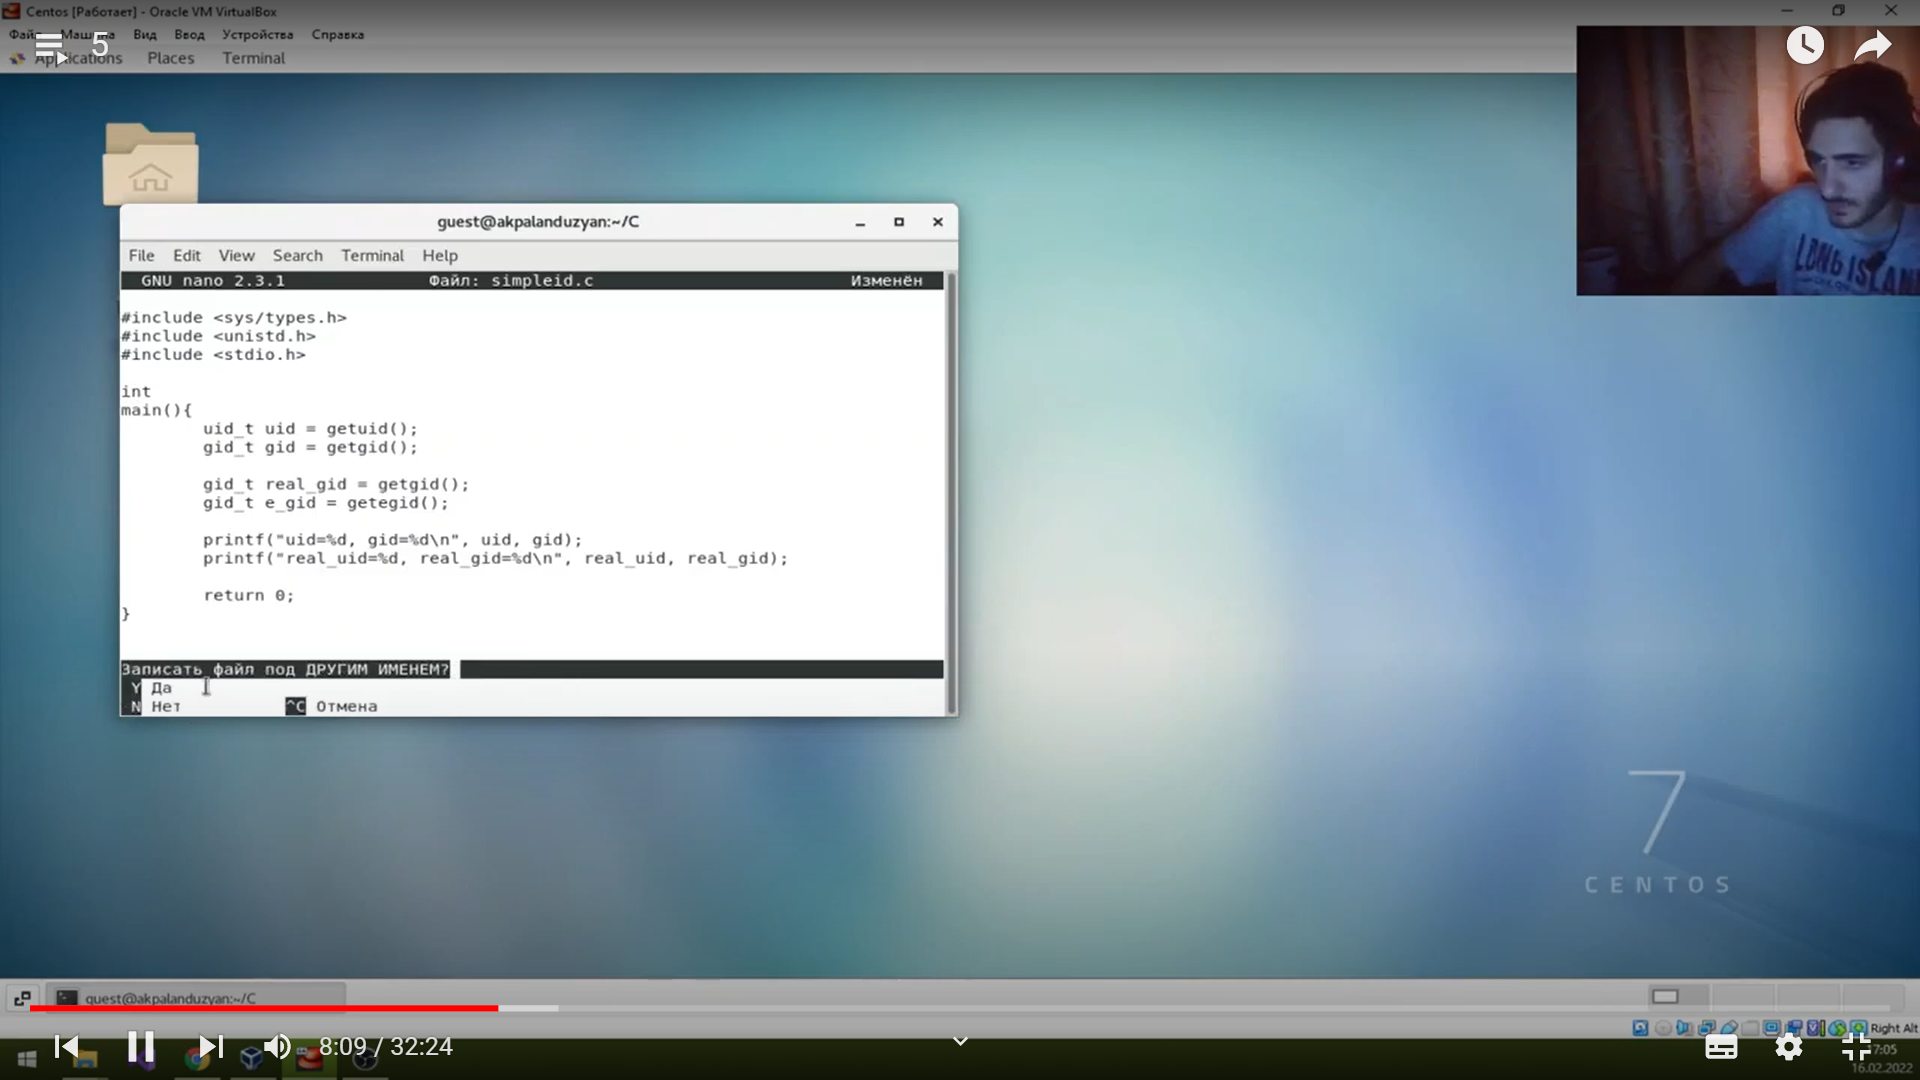 Centos [Работает] - Oracle VM VirtualBox
Файл Машина Вид Ввод Устройства Справка
5
Applications Places Terminal
guest@akpalanduzyan:~/C
File Edit View Search Terminal Help
GNU nano 2.3.1 Файл: simpleid.c Изменён
#include <sys/types.h>
#include <unistd.h>
#include <stdio.h>
int
main(){
uid_t uid = getuid();
gid_t gid = getgid();
gid_t real_gid = getgid();
gid_t e_gid = getegid();
printf("uid=%d, gid=%d\n", uid, gid);
printf("real_uid=%d, real_gid=%d\n", real_uid, real_gid);
return 0;
}
Записать файл под ДРУГИМ ИМЕНЕМ?
Y Да
N Нет ^C Отмена
LONG ISLAND
7
CENTOS
guest@akpalanduzyan:~/C
Right Alt
8:09 / 32:24
17:05
16.02.2022